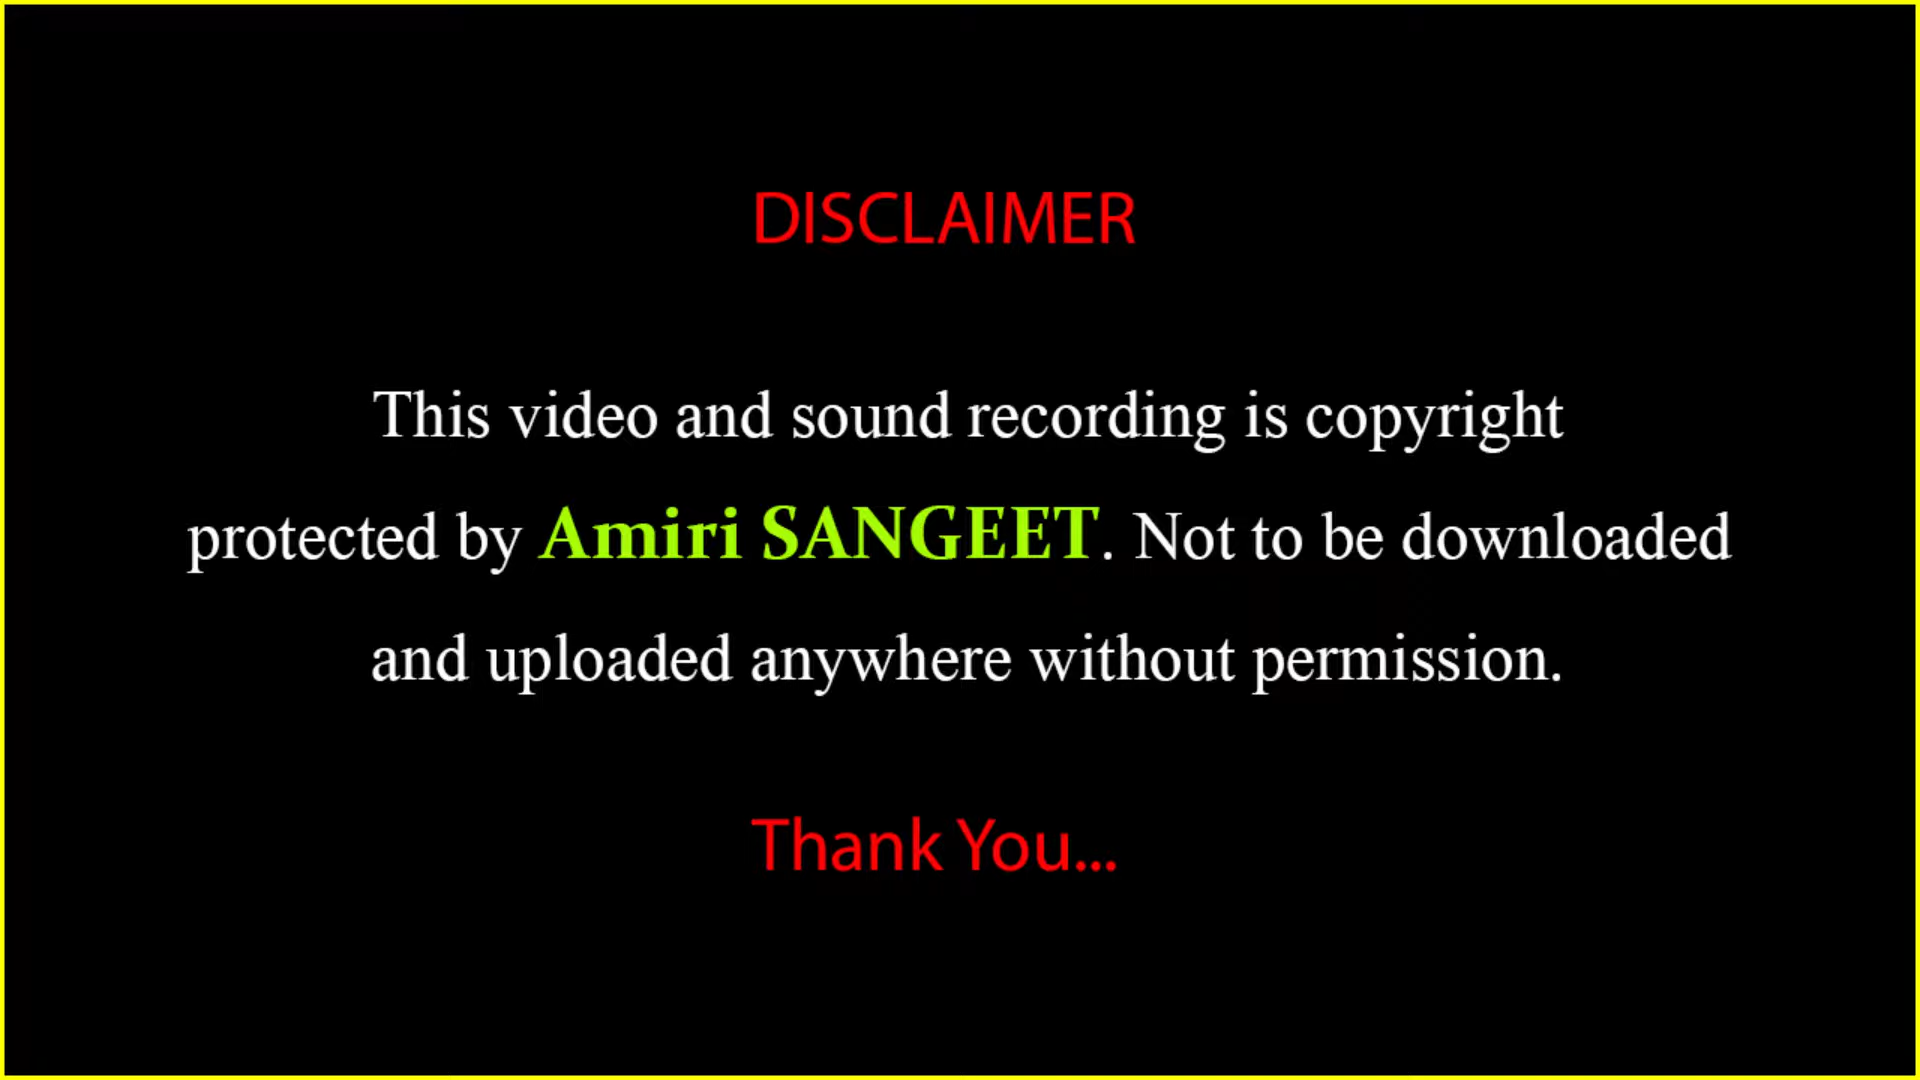 DISCLAIMER
This video and sound recording is copyright
protected by Amiri SANGEET. Not to be downloaded
and uploaded anywhere without permission.
Thank You...